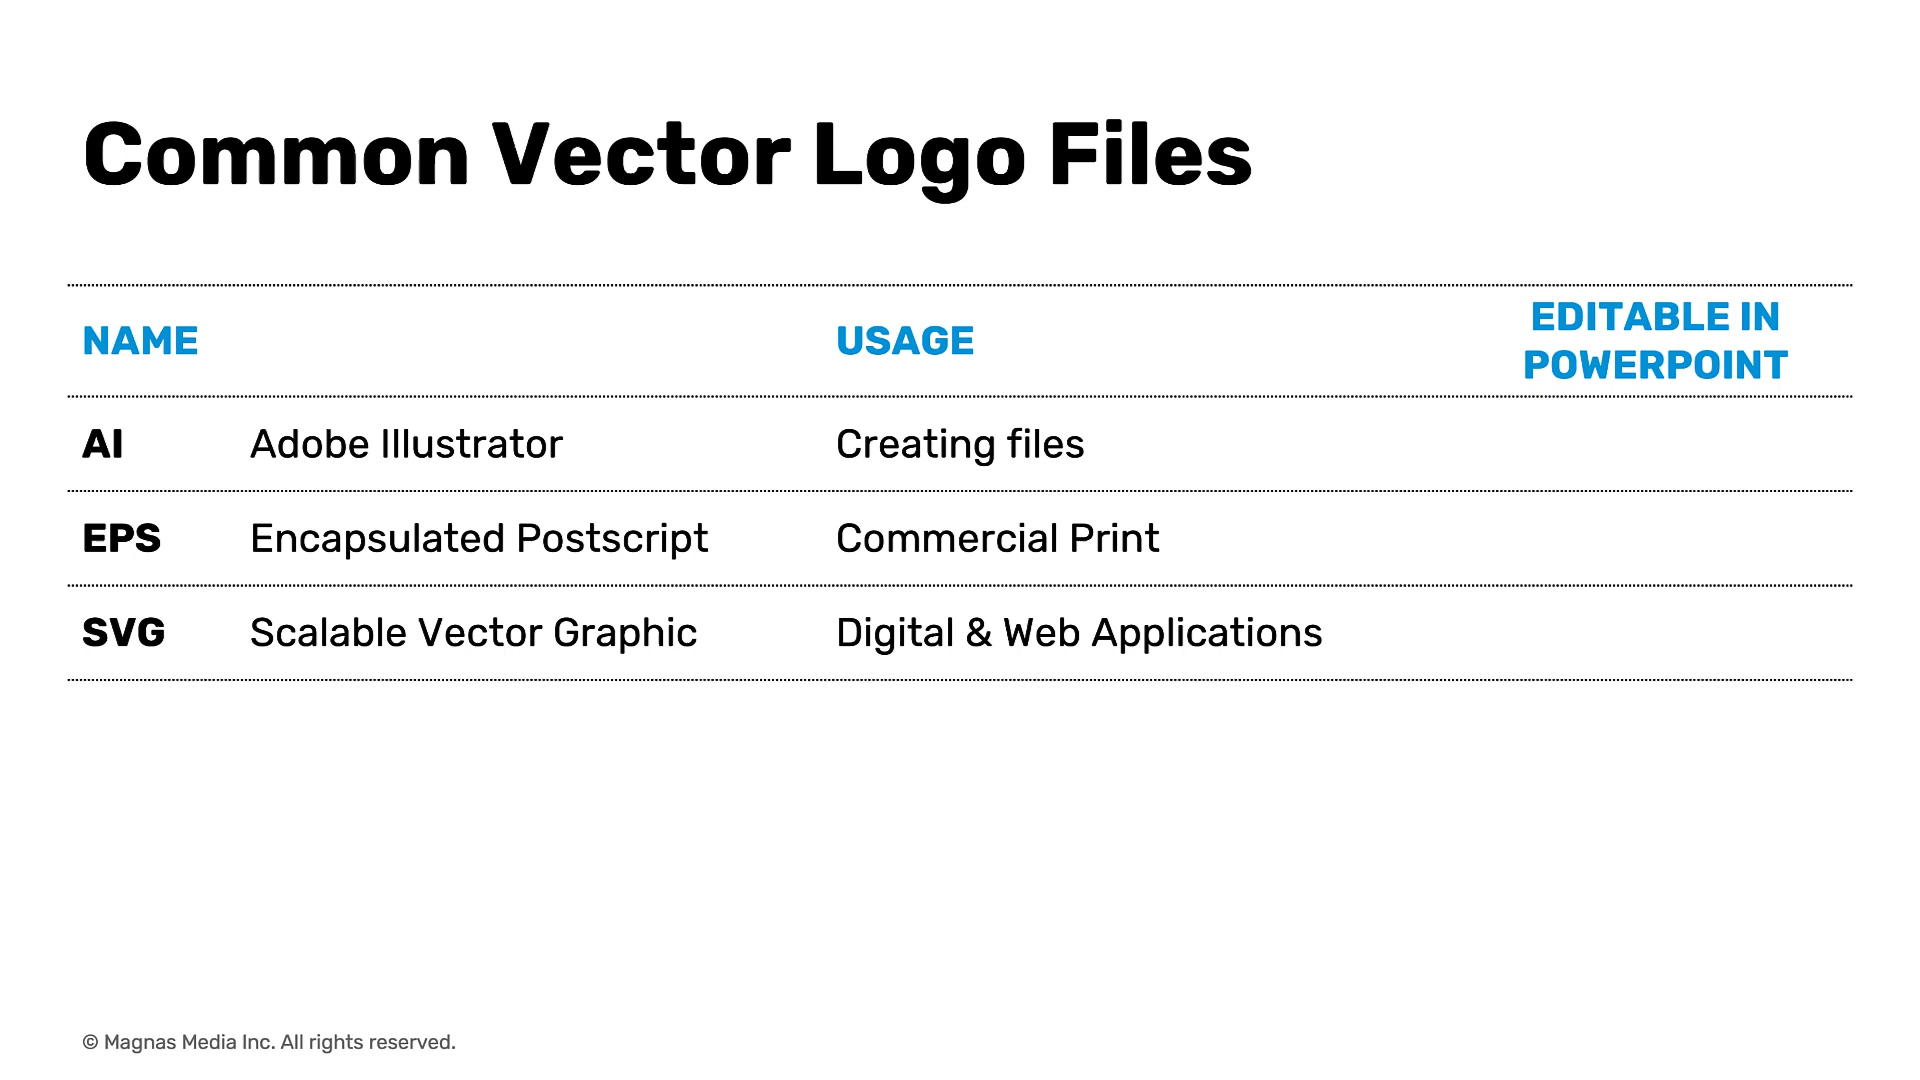 Common Vector Logo Files
NAME USAGE EDITABLE IN
POWERPOINT
AI Adobe Illustrator Creating files
EPS Encapsulated Postscript Commercial Print
SVG Scalable Vector Graphic Digital & Web Applications
© Magnas Media Inc. All rights reserved.